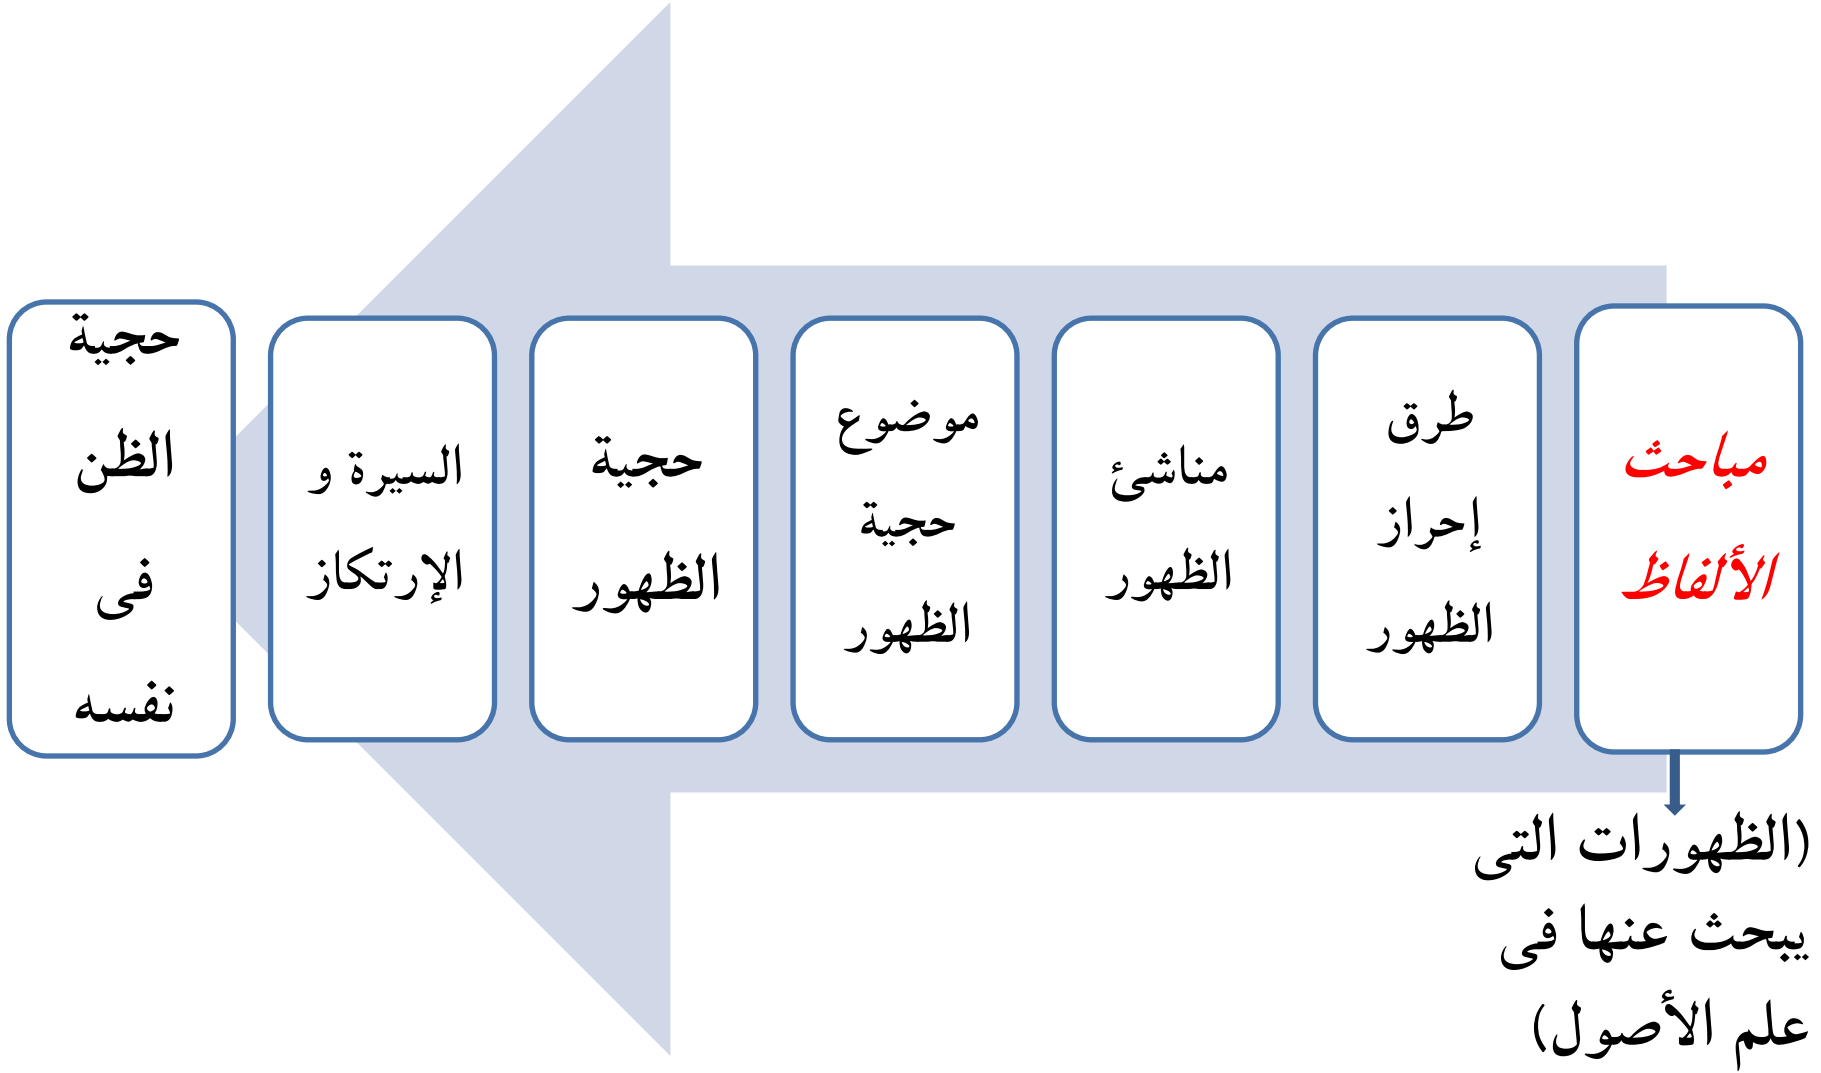 مباحث
الألفاظ
(الظهورات التى
يبحث عنها فى
علم الأصول)
طرق
إحراز
الظهور
مناشئ
الظهور
موضوع
حجية
الظهور
حجية
الظهور
السيرة و
الإرتكاز
حجية
الظن
فى
نفسه